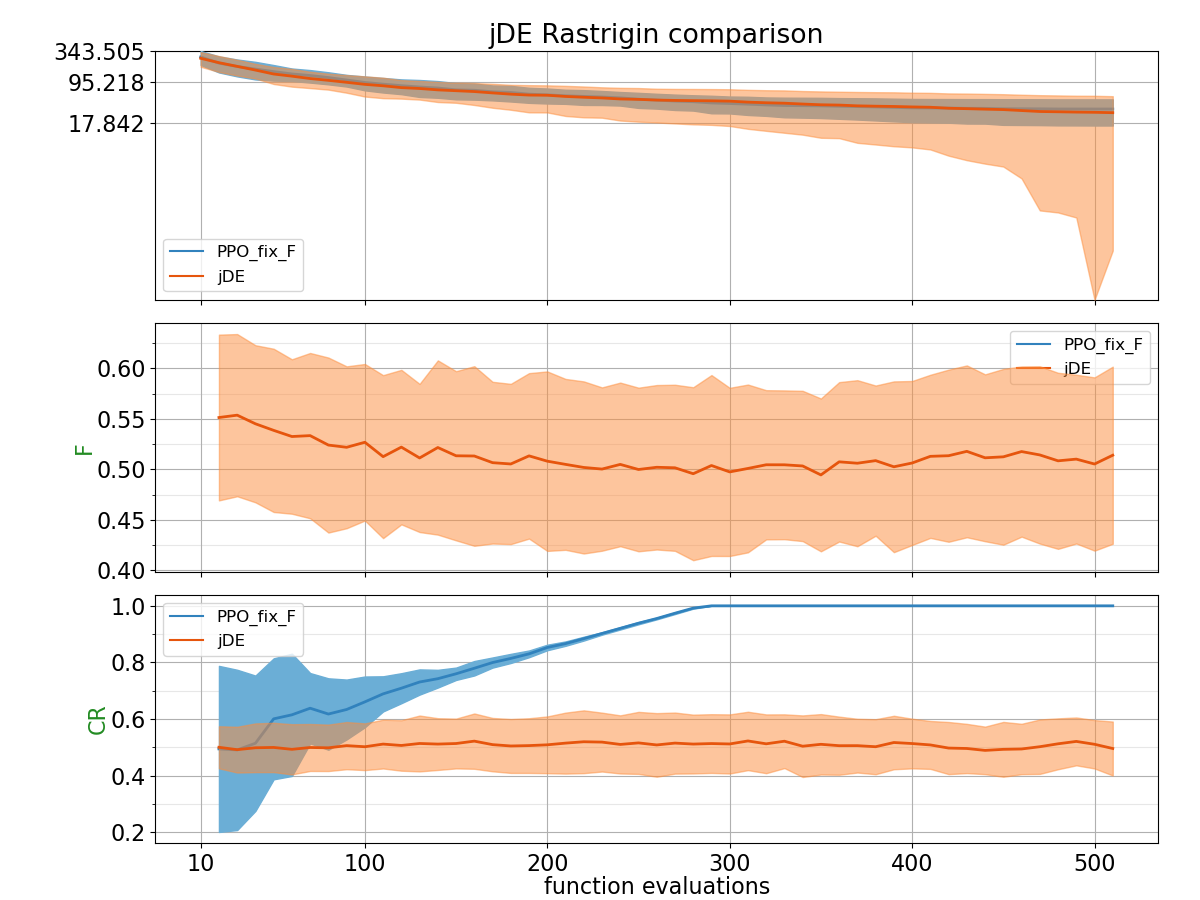 jDE Rastrigin comparison
343.505
95.218
17.842
PPO_fix_F
jDE
F
0.60
0.55
0.50
0.45
0.40
PPO_fix_F
jDE
CR
1.0
0.8
0.6
0.4
0.2
PPO_fix_F
jDE
10 100 200 300 400 500
function evaluations